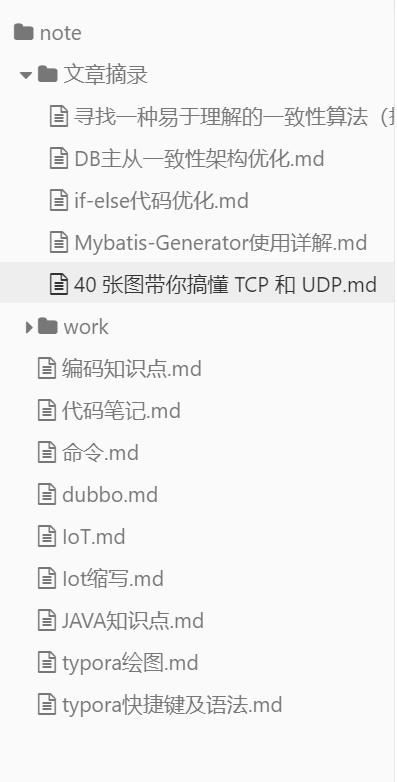 note
文章摘录
寻找一种易于理解的一致性算法（
DB主从一致性架构优化.md
if-else代码优化.md
Mybatis-Generator使用详解.md
40 张图带你搞懂 TCP 和 UDP.md
work
编码知识点.md
代码笔记.md
命令.md
dubbo.md
IoT.md
Iot缩写.md
JAVA知识点.md
typora绘图.md
typora快捷键及语法.md